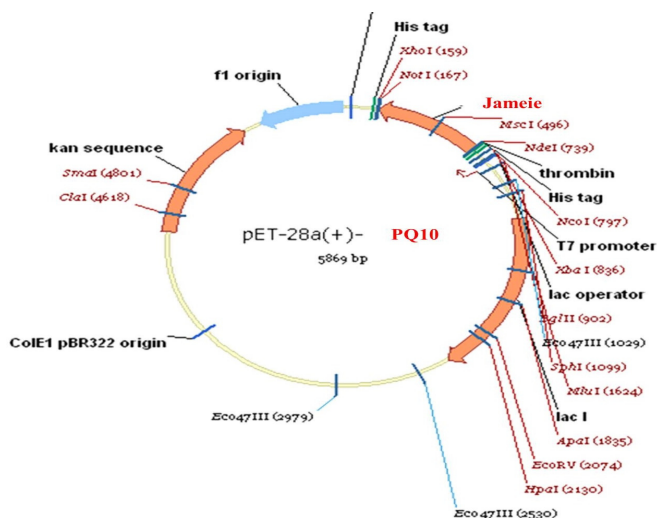 His tag
XhoI (159)
NotI (167)
f1 origin
Jameie
MscI (496)
NdeI (739)
kan sequence
thrombin
SmaI (4801)
His tag
ClaI (4618)
NcoI (797)
pET-28a(+)- PQ10
T7 promoter
5869 bp
XbaI (836)
lac operator
BglII (902)
ColE1 pBR322 origin
Eco47III (1029)
SphI (1099)
MluI (1624)
lac I
Eco47III (2979)
ApaI (1835)
EcoRV (2074)
HpaI (2130)
Eco47III (2530)